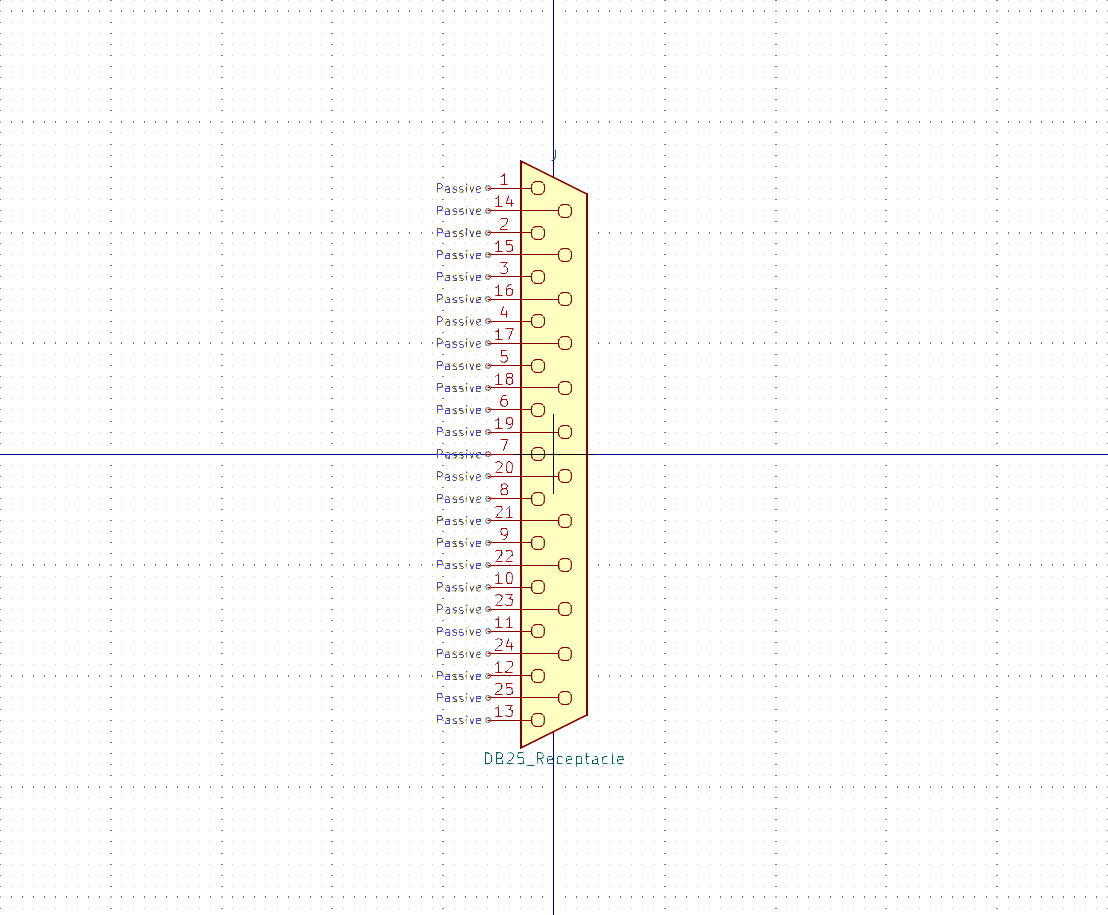 J
Passive 1
Passive 14
Passive 2
Passive 15
Passive 3
Passive 16
Passive 4
Passive 17
Passive 5
Passive 18
Passive 6
Passive 19
Passive 7
Passive 20
Passive 8
Passive 21
Passive 9
Passive 22
Passive 10
Passive 23
Passive 11
Passive 24
Passive 12
Passive 25
Passive 13
DB25_Receptacle